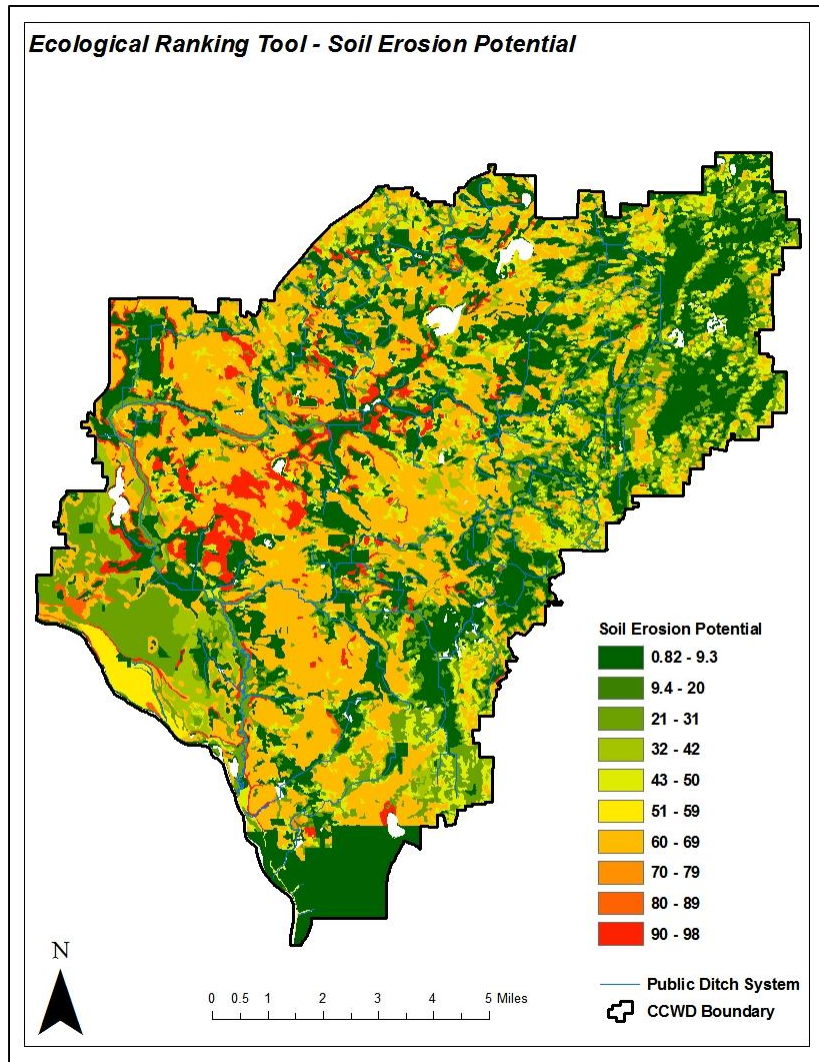 Ecological Ranking Tool - Soil Erosion Potential
Soil Erosion Potential
0.82 - 9.3
9.4 - 20
21 - 31
32 - 42
43 - 50
51 - 59
60 - 69
70 - 79
80 - 89
90 - 98
Public Ditch System
CCWD Boundary
N
0 0.5 1 2 3 4 5 Miles